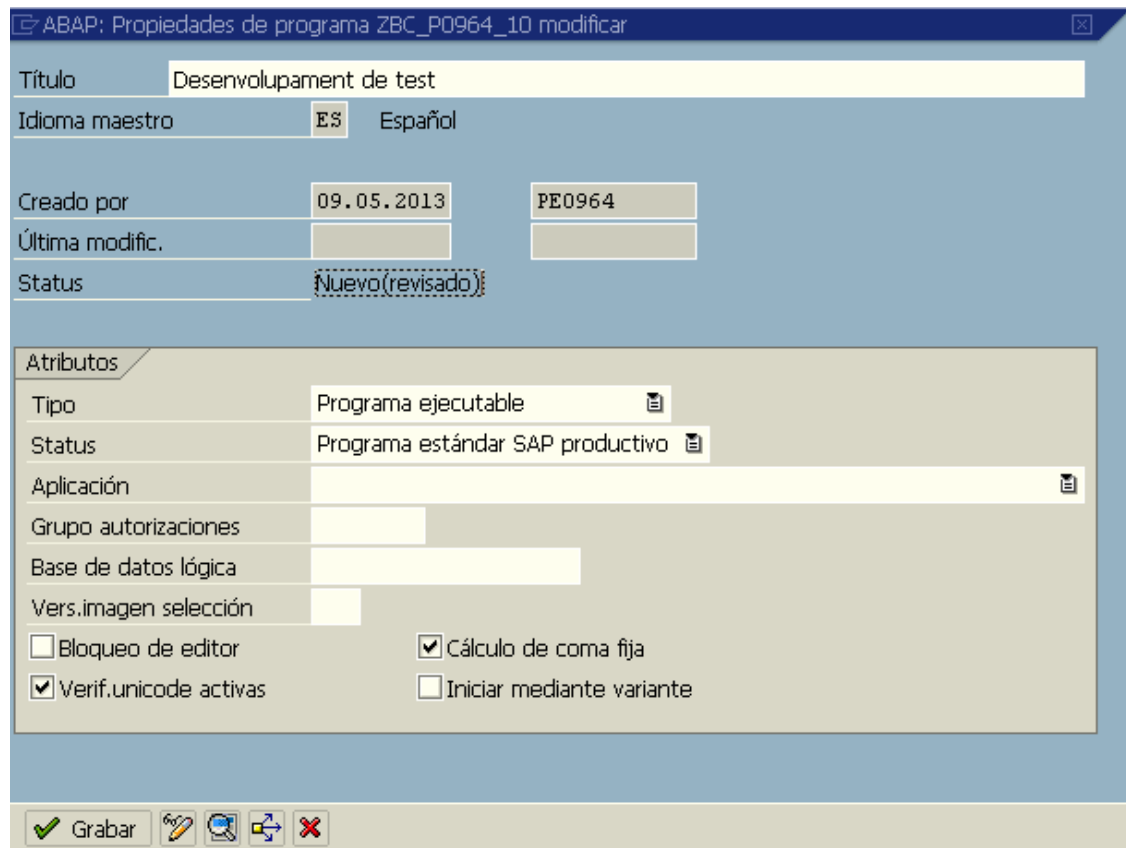 ABAP: Propiedades de programa ZBC_P0964_10 modificar
Título Desenvolupament de test
Idioma maestro ES Español
Creado por 09.05.2013 PE0964
Última modific.
Status Nuevo(revisado)
Atributos
Tipo Programa ejecutable
Status Programa estándar SAP productivo
Aplicación
Grupo autorizaciones
Base de datos lógica
Vers.imagen selección
Bloqueo de editor Cálculo de coma fija
Verif.unicode activas Iniciar mediante variante
Grabar